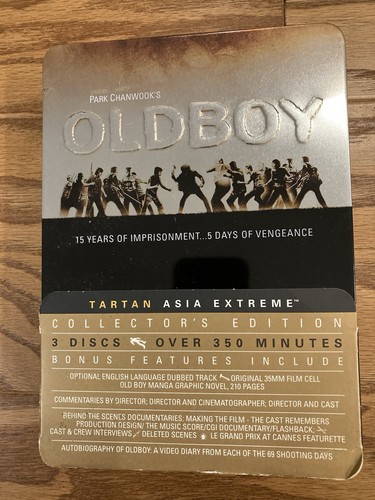 PARK CHANWOOK'S
OLDBOY
15 YEARS OF IMPRISONMENT...5 DAYS OF VENGEANCE
TARTAN ASIA EXTREME™
COLLECTOR'S EDITION
3 DISCS OVER 350 MINUTES
BONUS FEATURES INCLUDE
OPTIONAL ENGLISH LANGUAGE DUBBED TRACK ORIGINAL 35MM FILM CELL
OLD BOY MANGA GRAPHIC NOVEL, 210 PAGES
COMMENTARIES BY DIRECTOR; DIRECTOR AND CINEMATOGRAPHER; DIRECTOR AND CAST
BEHIND THE SCENES DOCUMENTARIES: MAKING THE FILM - THE CAST REMEMBERS
PRODUCTION DESIGN/ THE MUSIC SCORE/CGI DOCUMENTARY/FLASHBACK;
CAST & CREW INTERVIEWS DELETED SCENES LE GRAND PRIX AT CANNES FEATURETTE
AUTOBIOGRAPHY OF OLDBOY: A VIDEO DIARY FROM EACH OF THE 69 SHOOTING DAYS